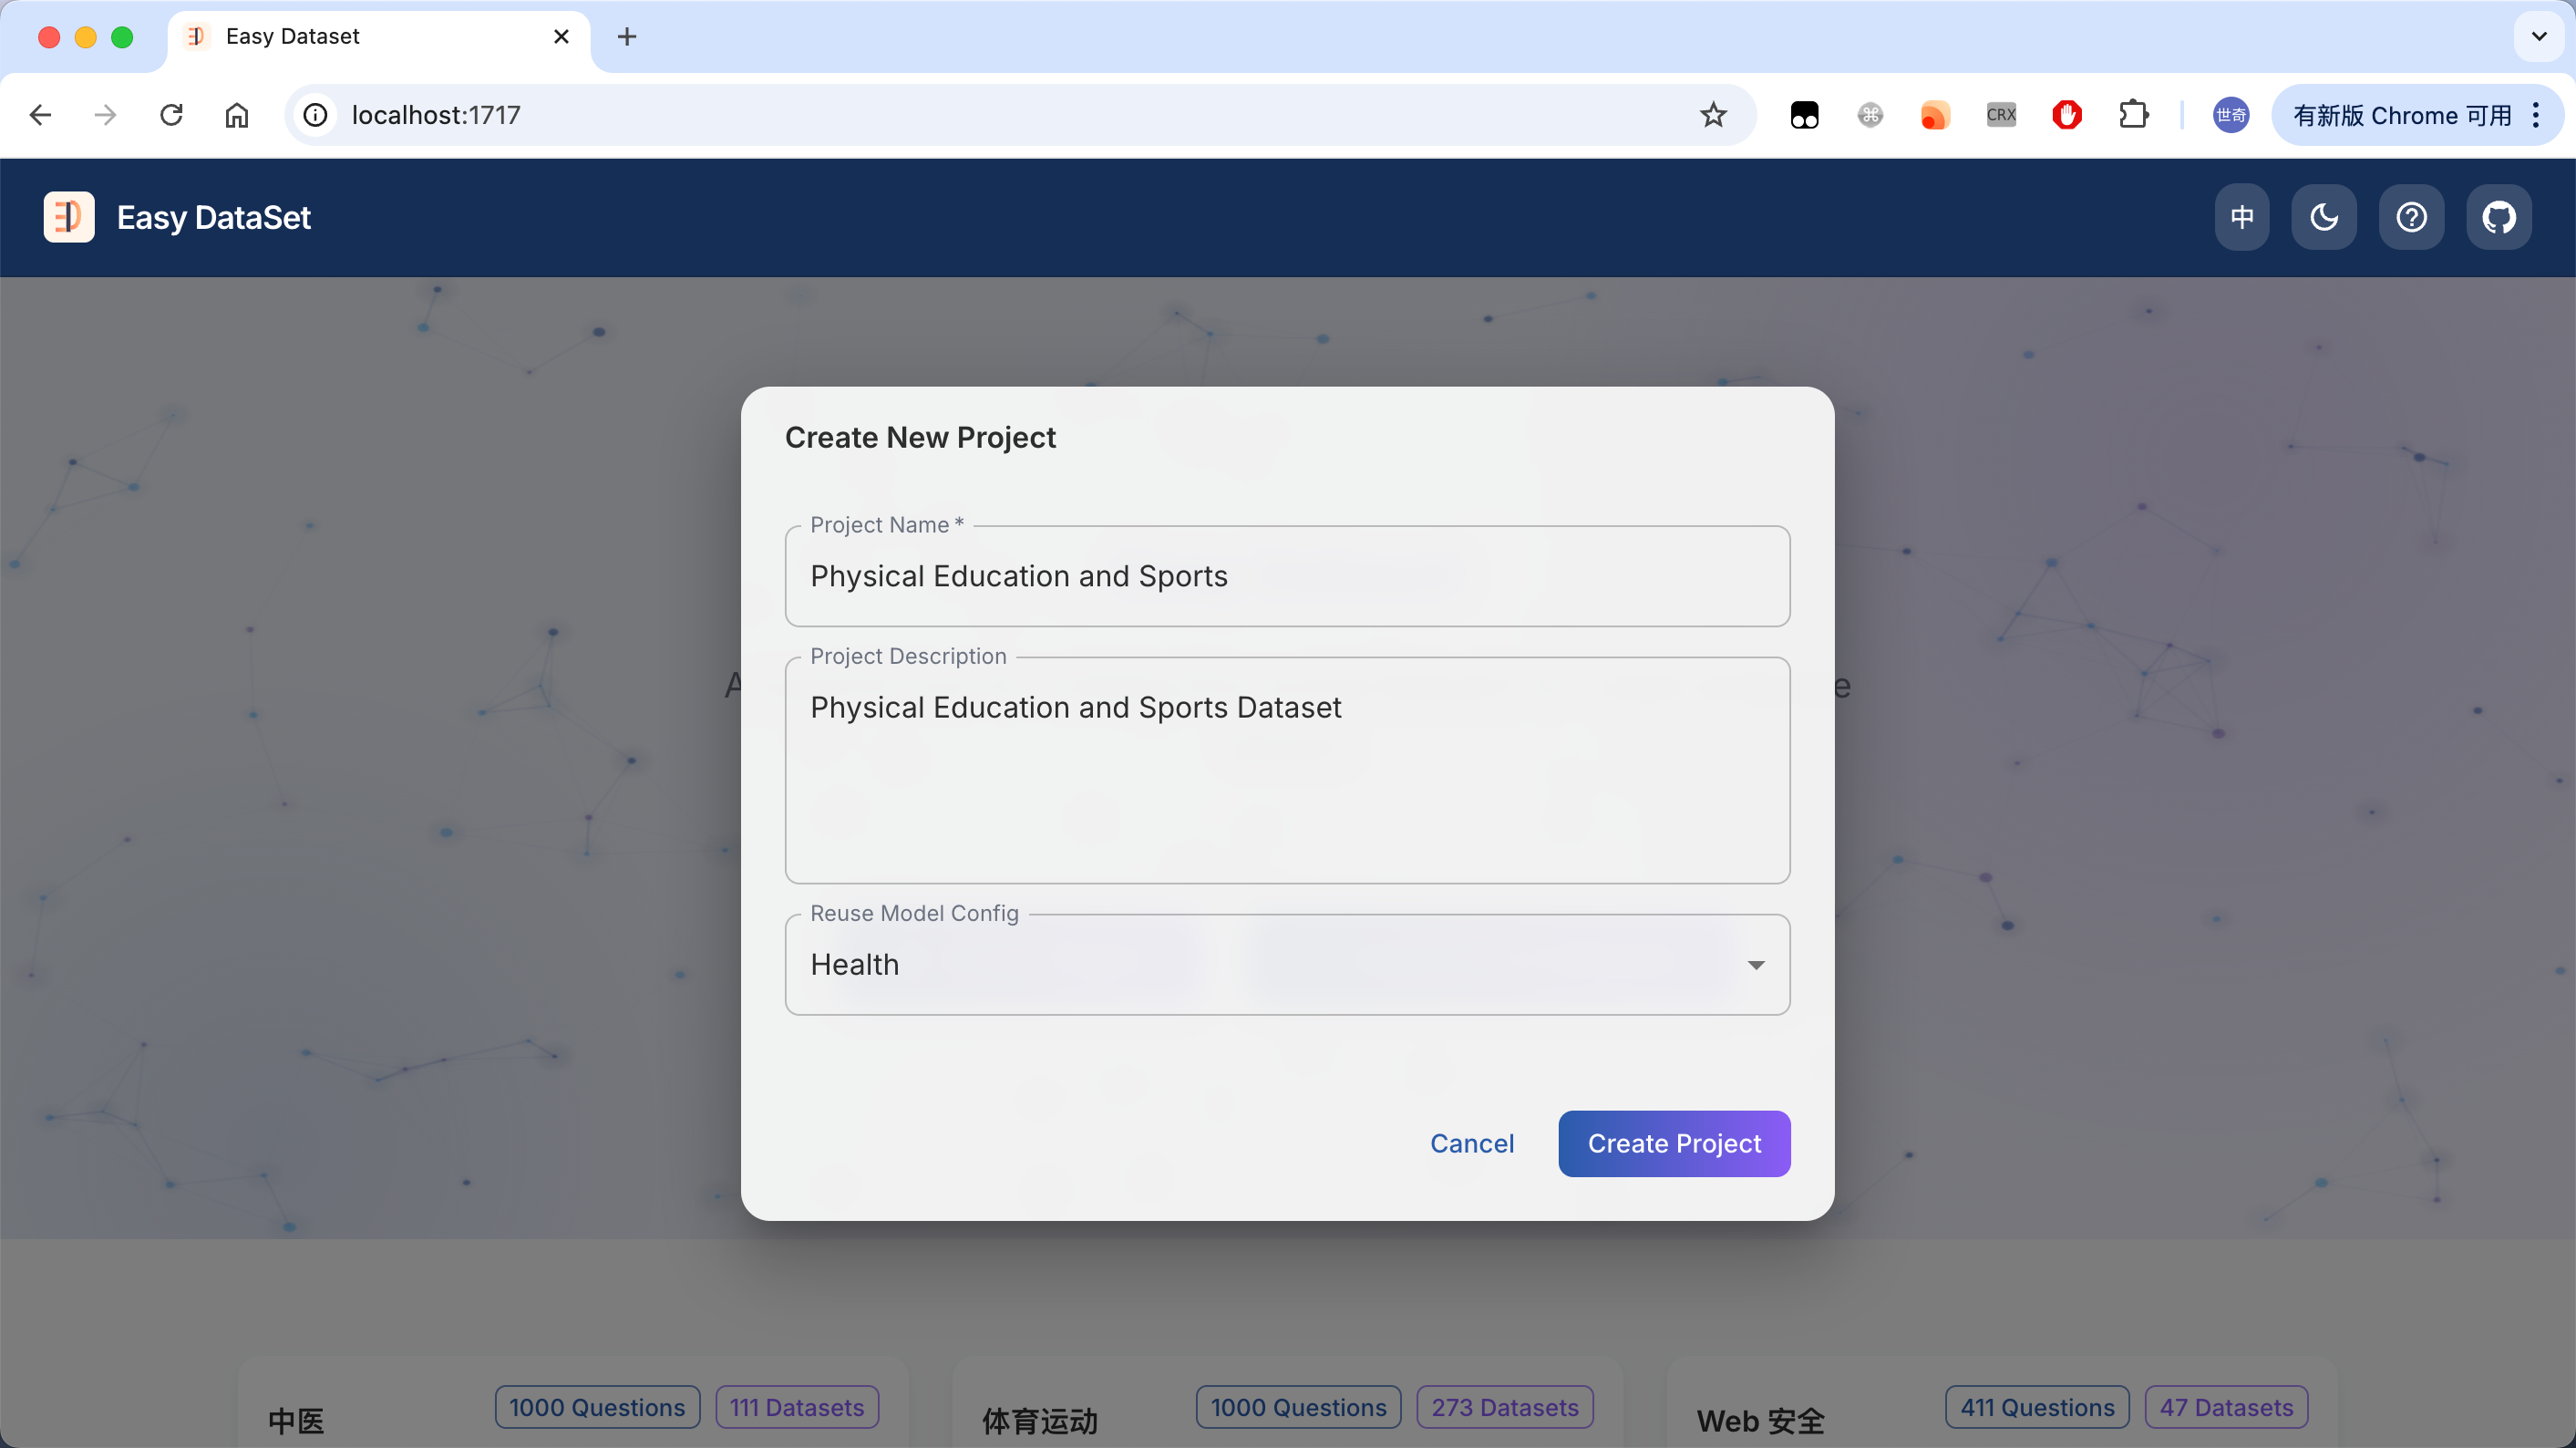 Easy Dataset
localhost:1717
CRX
世奇
有新版 Chrome 可用
Easy DataSet
中
Create New Project
Project Name *
Physical Education and Sports
Project Description
Physical Education and Sports Dataset
Reuse Model Config
Health
Cancel
Create Project
中医
1000 Questions
111 Datasets
体育运动
1000 Questions
273 Datasets
Web 安全
411 Questions
47 Datasets